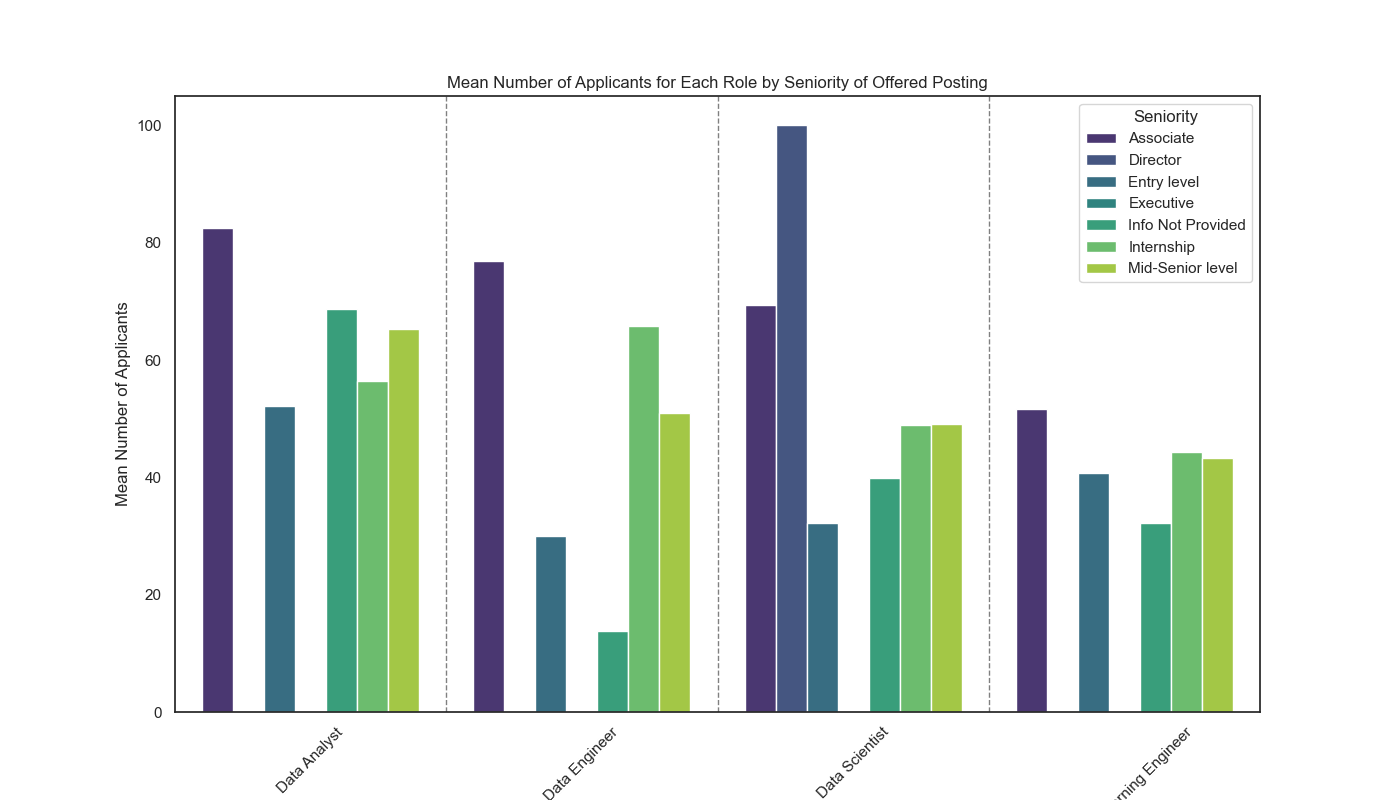 Mean Number of Applicants for Each Role by Seniority of Offered Posting
Mean Number of Applicants
100
80
60
40
20
0
Seniority
Associate
Director
Entry level
Executive
Info Not Provided
Internship
Mid-Senior level
Data Analyst
Data Engineer
Data Scientist
Engineer